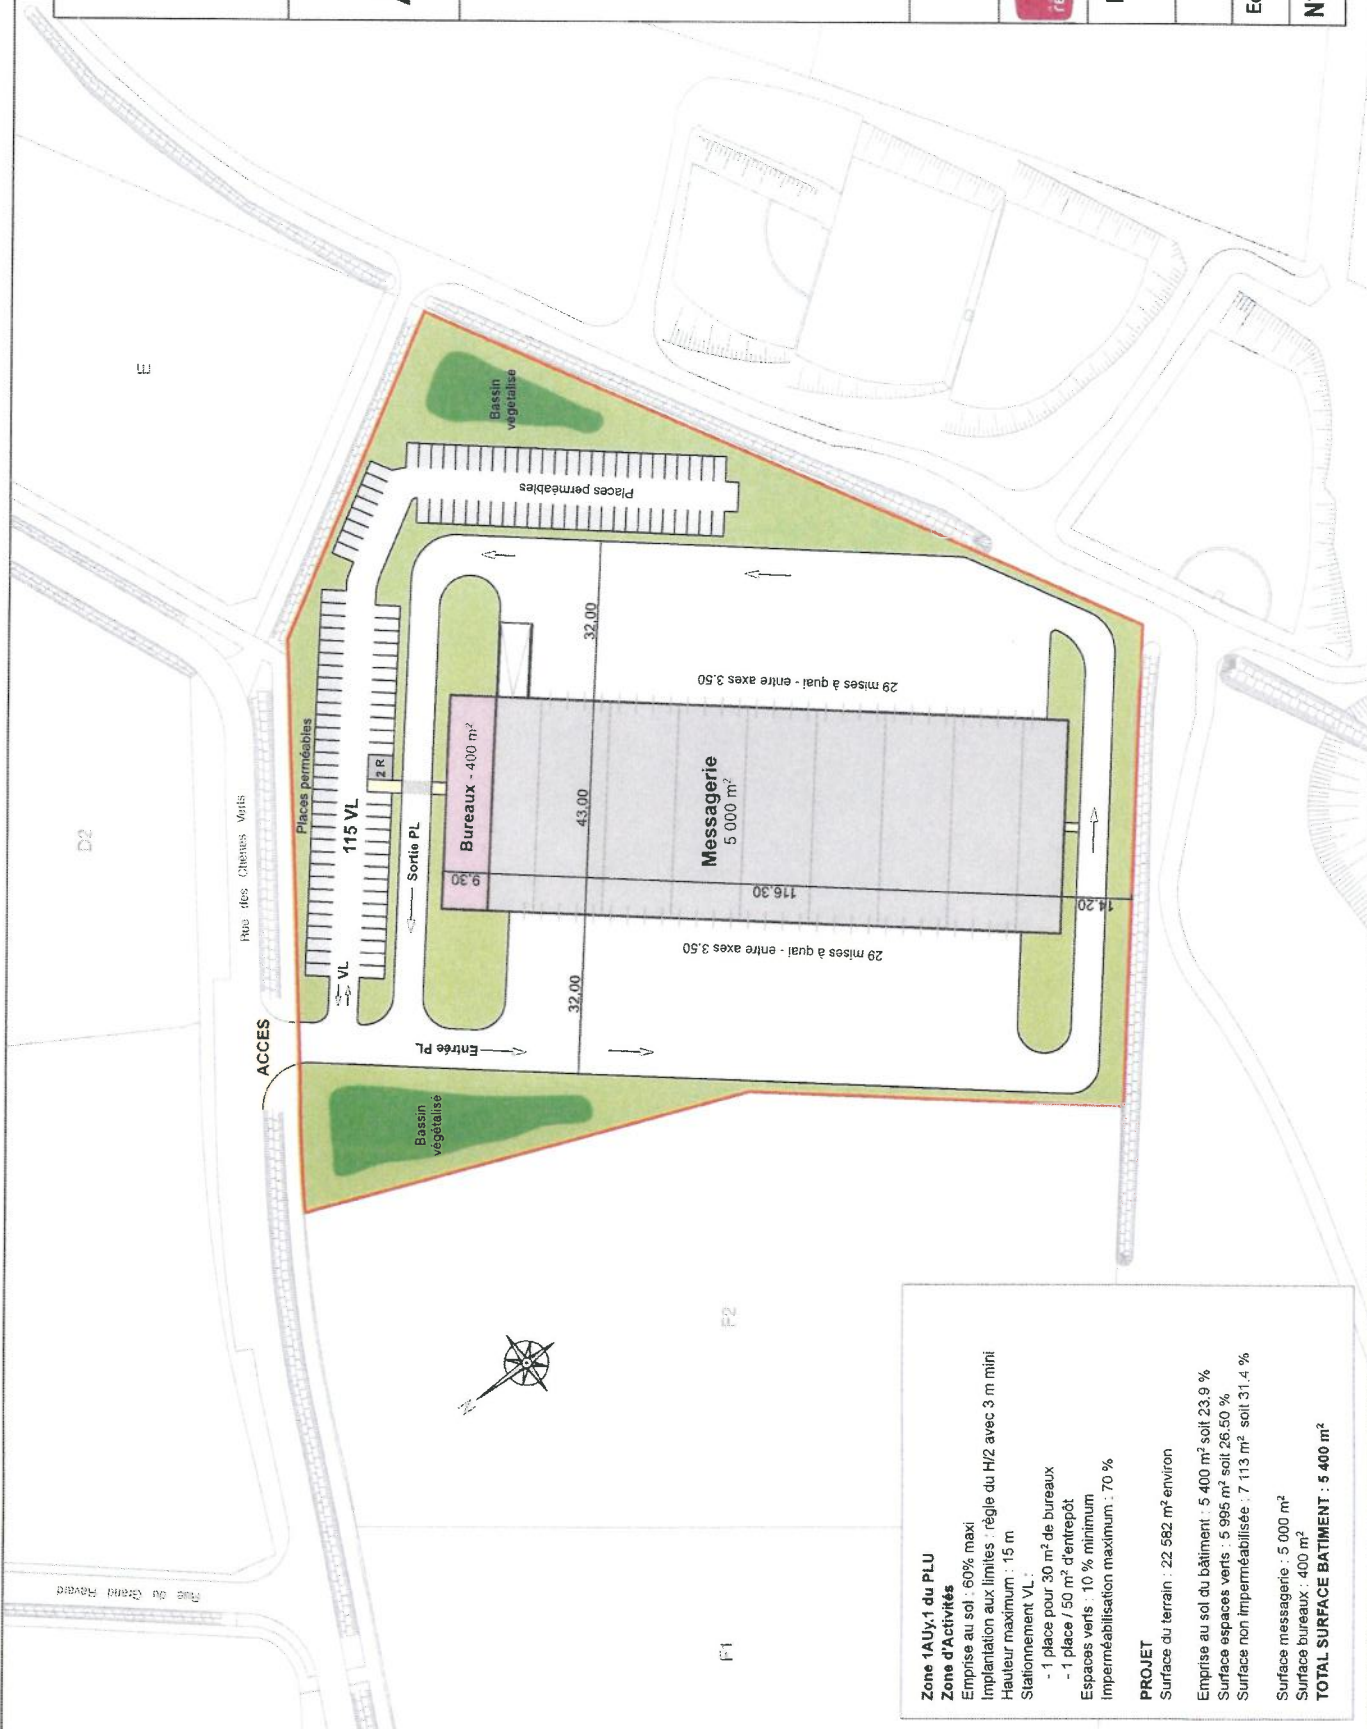 E
D2
Rue des Chênes Verts
ACCES
Places perméables
115 VL
VL
2 R
Sortie PL
Entrée PL
Bassin
végétalisé
Bassin
végétalisé
Places perméables
Bureaux - 400 m²
9.30
32,00
43,00
32,00
29 mises à quai - entre axes 3.50
Messagerie
5 000 m²
116.30
29 mises à quai - entre axes 3.50
14.20
N
F2
F1
Rue du Grand Ravard
Zone 1AUy.1 du PLU
Zone d'Activités
Emprise au sol : 60% maxi
Implantation aux limites : règle du H/2 avec 3 m mini
Hauteur maximum : 15 m
Stationnement VL :
- 1 place pour 30 m² de bureaux
- 1 place / 50 m² d'entrepôt
Espaces verts : 10 % minimum
Imperméabilisation maximum : 70 %
PROJET
Surface du terrain : 22 582 m² environ
Emprise au sol du bâtiment : 5 400 m² soit 23.9 %
Surface espaces verts : 5 995 m² soit 26.50 %
Surface non imperméabilisée : 7 113 m² soit 31.4 %
Surface messagerie : 5 000 m²
Surface bureaux : 400 m²
TOTAL SURFACE BATIMENT : 5 400 m²